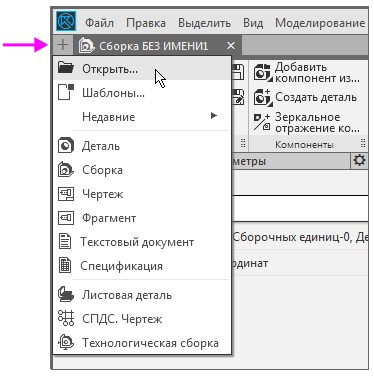 Файл Правка Выделить Вид Моделирование
Сборка БЕЗ ИМЕНИ1
Открыть...
Шаблоны...
Недавние
Деталь
Сборка
Чертеж
Фрагмент
Текстовый документ
Спецификация
Листовая деталь
СПДС. Чертеж
Технологическая сборка
Добавить
компонент из...
Создать деталь
Зеркальное
отражение ко...
Компоненты
метры
Сборочных единиц-0, Де
рдинат